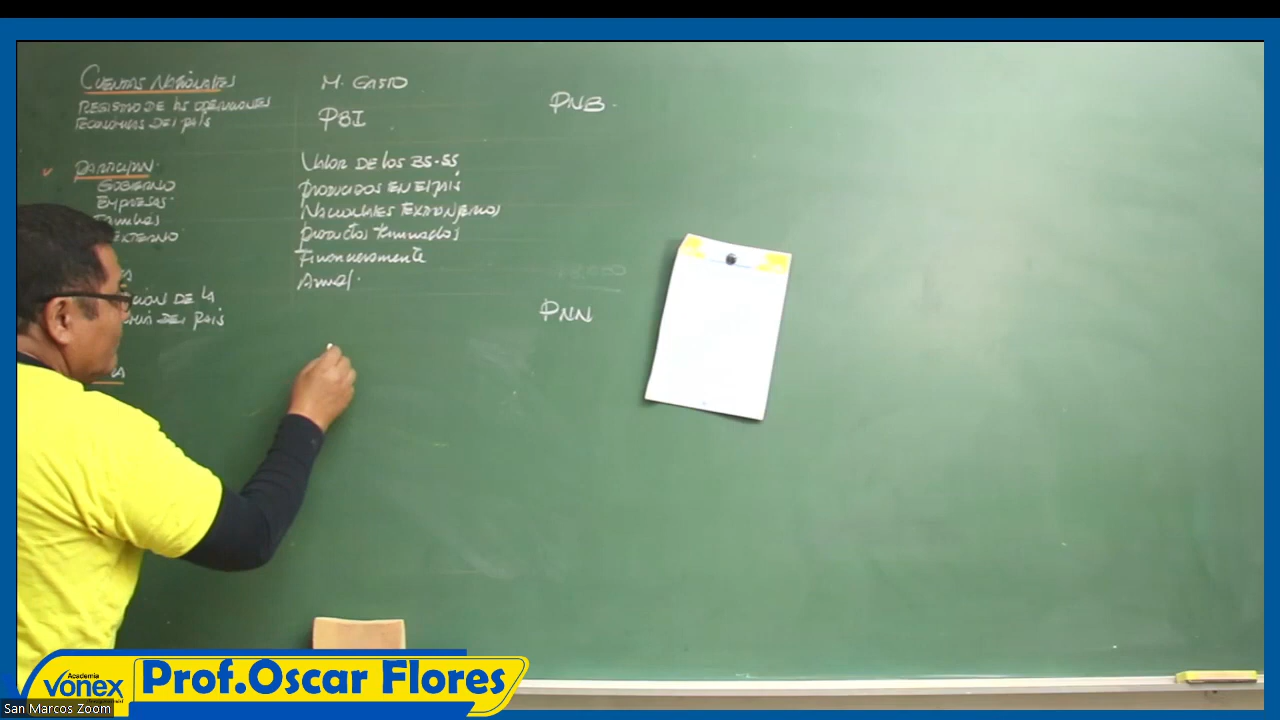 CUENTAS NACIONALES
REGISTRO DE LAS OPERACIONES
ECONOMICAS DEL PAÍS
PARTICIPAN
GOBIERNO
EMPRESAS
FAMILIAS
EXTERNO
CIÓN DE LA
DEL PAÍS
M. GASTO
PBI
VALOR DE LOS BS-SS
PRODUCIDOS EN EL PAÍS
NACIONALES EXTRANJEROS
PRODUCTOS TERMINADOS
Financieramente
Anual.
PNB.
PNN
Academia
vonex
Prof.Oscar Flores
San Marcos Zoom